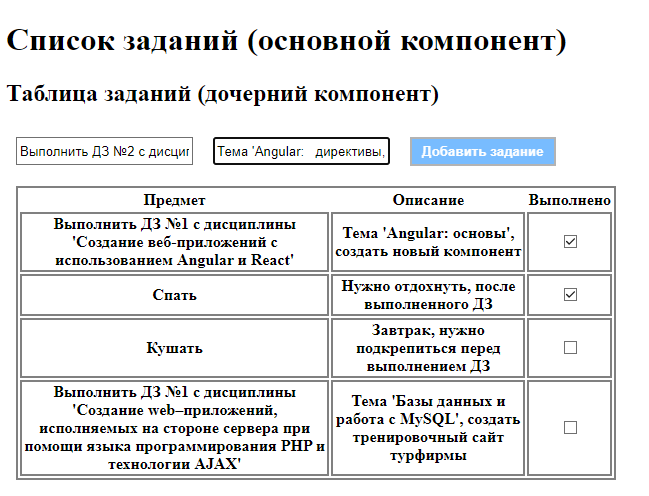 Список заданий (основной компонент)
Таблица заданий (дочерний компонент)
Выполнить ДЗ №2 с дисци
Тема 'Angular: директивы,
Добавить задание
Предмет
Описание
Выполнено
Выполнить ДЗ №1 с дисциплины
'Создание веб-приложений с
использованием Angular и React'
Тема 'Angular: основы',
создать новый компонент
Спать
Нужно отдохнуть, после
выполненного ДЗ
Кушать
Завтрак, нужно
подкрепиться перед
выполнением ДЗ
Выполнить ДЗ №1 с дисциплины
'Создание web–приложений,
исполняемых на стороне сервера при
помощи языка программирования PHP и
технологии AJAX'
Тема 'Базы данных и
работа с MySQL', создать
тренировочный сайт
турфирмы